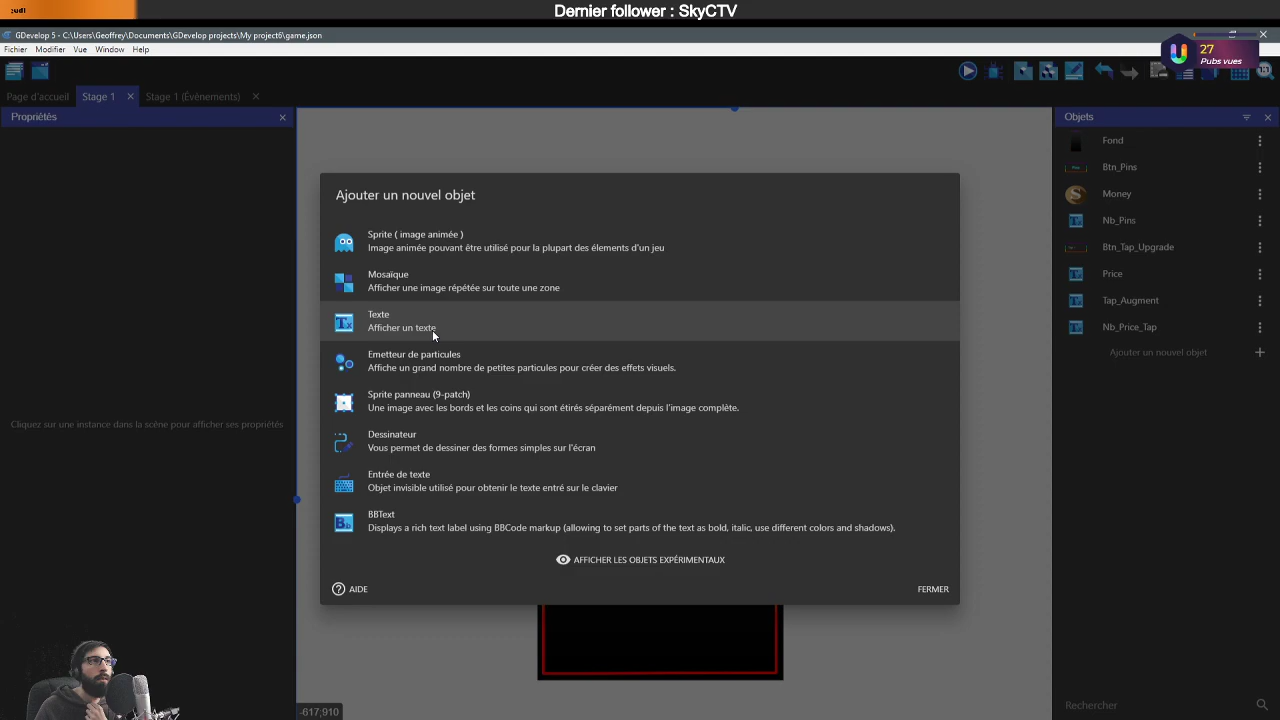 Dernier follower : SkyCTV
GDevelop 5 - C:\Users\Geoffrey\Documents\GDevelop projects\My project6\game.json
Fichier Modifier Vue Window Help
27
Pubs vues
Page d'accueil Stage 1 Stage 1 (Évènements)
Propriétés
Objets
Fond
Btn_Pins
Money
Nb_Pins
Btn_Tap_Upgrade
Price
Tap_Augment
Nb_Price_Tap
Ajouter un nouvel objet
Cliquez sur une instance dans la scène pour afficher ses propriétés
Ajouter un nouvel objet
Sprite ( image animée )
Image animée pouvant être utilisé pour la plupart des élements d'un jeu
Mosaïque
Afficher une image répétée sur toute une zone
Texte
Afficher un texte
Emetteur de particules
Affiche un grand nombre de petites particules pour créer des effets visuels.
Sprite panneau (9-patch)
Une image avec les bords et les coins qui sont étirés séparément depuis l'image complète.
Dessinateur
Vous permet de dessiner des formes simples sur l'écran
Entrée de texte
Objet invisible utilisé pour obtenir le texte entré sur le clavier
BBText
Displays a rich text label using BBCode markup (allowing to set parts of the text as bold, italic, use different colors and shadows).
AFFICHER LES OBJETS EXPÉRIMENTAUX
AIDE
FERMER
-617;910
Rechercher